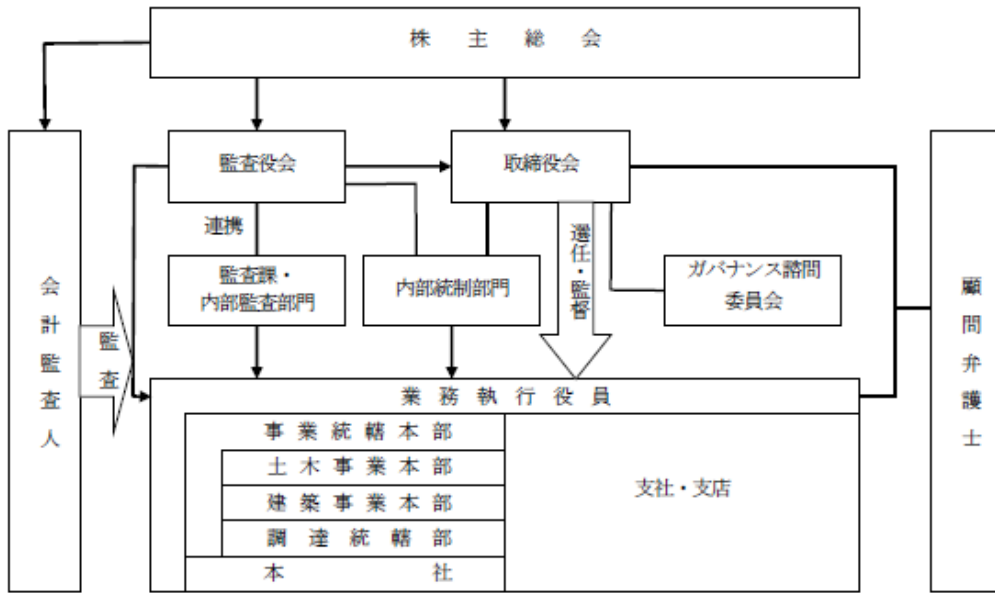 株主総会
監査役会
取締役会
連携
選任・監督
監査課・
内部監査部門
内部統制部門
ガバナンス諮問
委員会
会計監査人
監査
顧問弁護士
業務執行役員
事業統轄本部
土木事業本部
建築事業本部
調達統轄部
本社
支社・支店